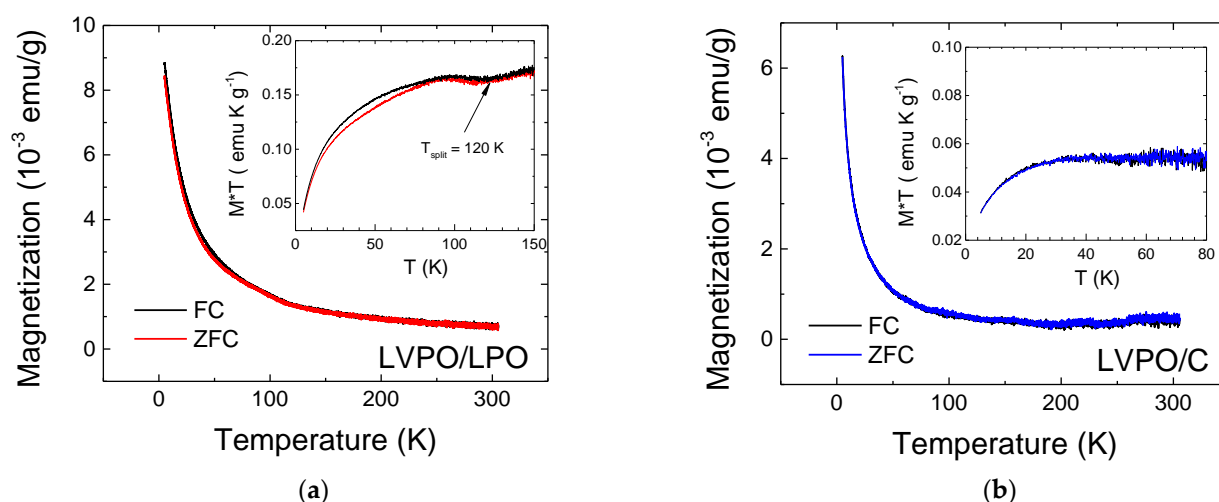 10
8
6
4
2
0
Magnetization (10⁻³ emu/g)
0
100
200
300
Temperature (K)
FC
ZFC
LVPO/LPO
0.20
0.15
0.10
0.05
M*T ( emu K g⁻¹)
0
50
100
150
T (K)
T_split = 120 K
(a)
6
4
2
0
Magnetization (10⁻³ emu/g)
0
100
200
300
Temperature (K)
FC
ZFC
LVPO/C
0.10
0.08
0.06
0.04
0.02
M*T ( emu K g⁻¹)
0
20
40
60
80
T (K)
(b)